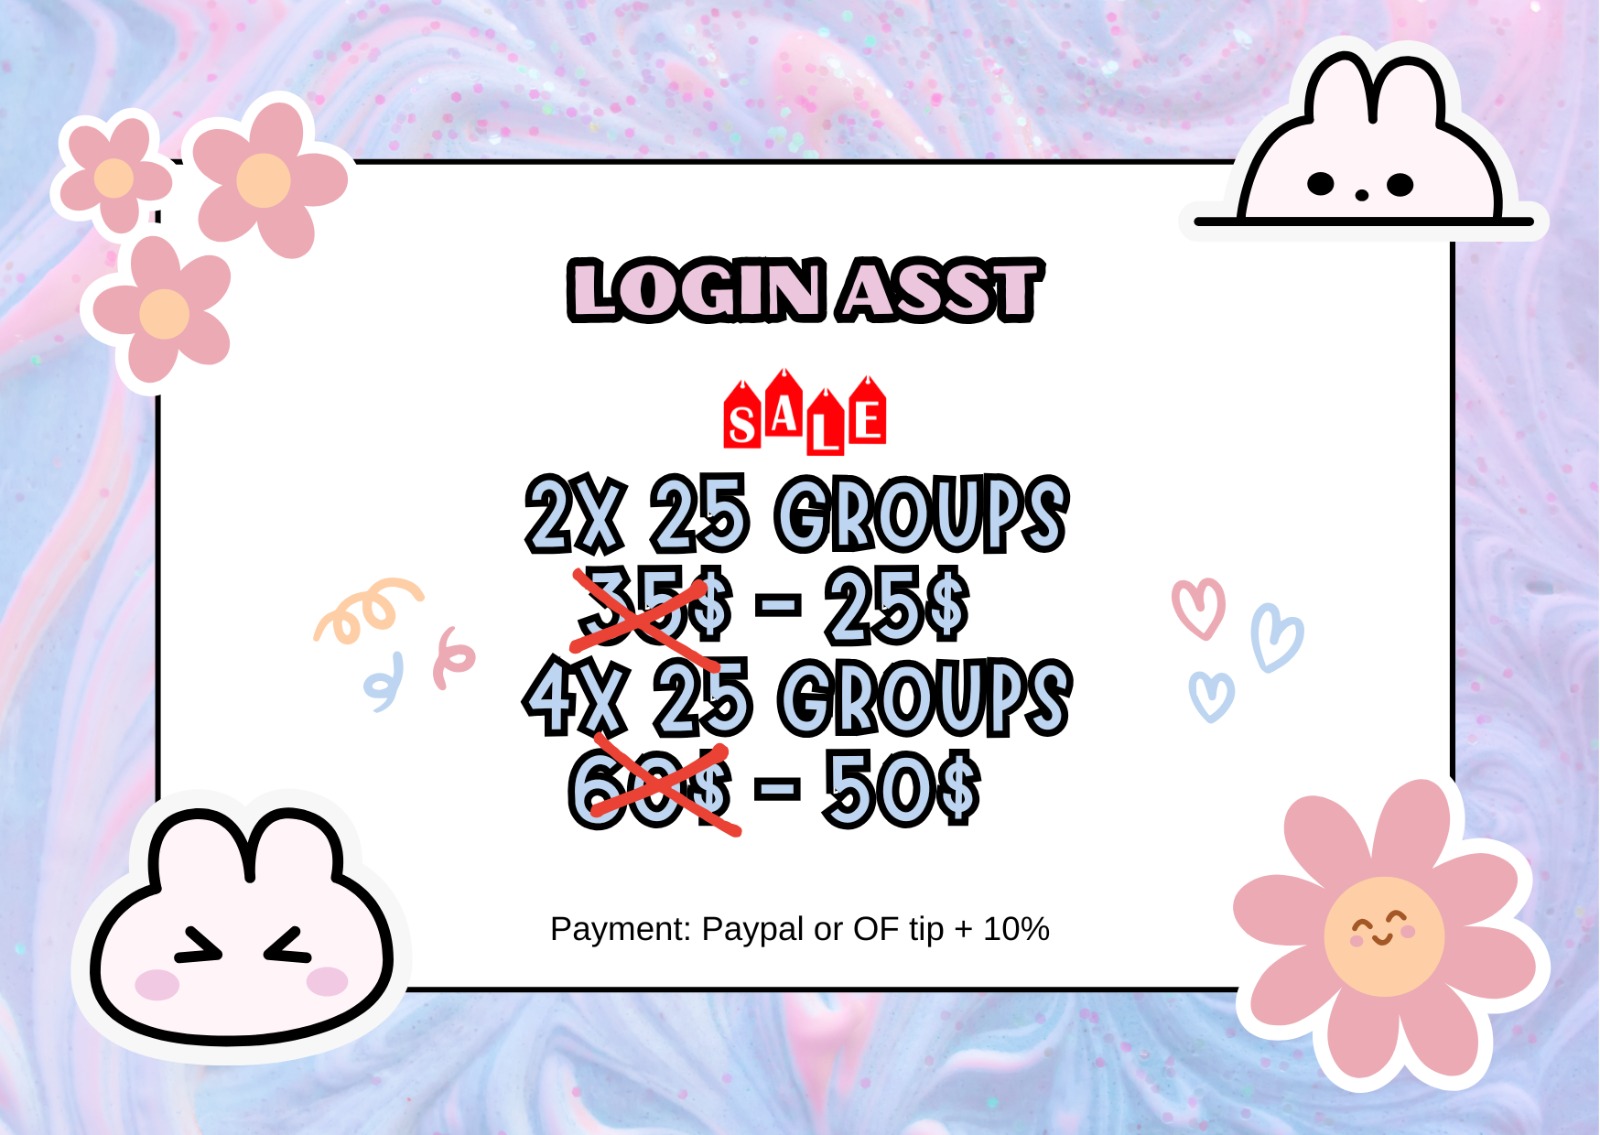 LOGIN ASST
SALE
2X 25 GROUPS
35$ - 25$
4X 25 GROUPS
60$ - 50$
Payment: Paypal or OF tip + 10%